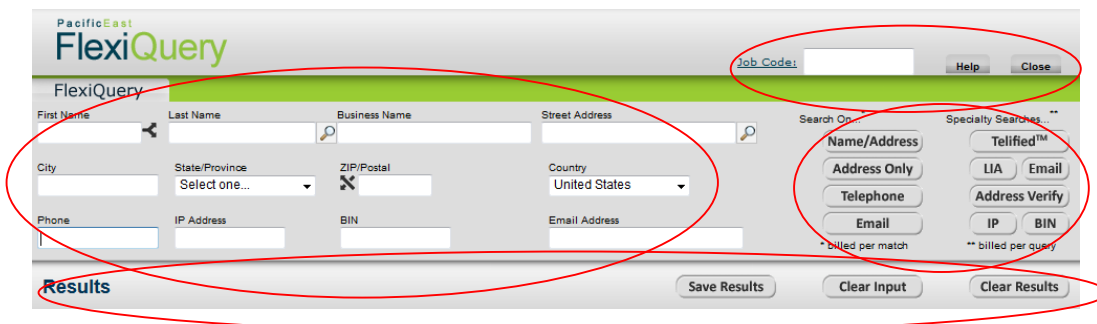 PacificEast
FlexiQuery
Job Code:
Help Close
FlexiQuery
First Name Last Name Business Name Street Address
Search On...* Specialty Searches...**
Name/Address Telified™
City State/Province ZIP/Postal Country
Select one... United States
Address Only LIA Email
Telephone Address Verify
Phone IP Address BIN Email Address
Email IP BIN
* billed per match ** billed per query
Results Save Results Clear Input Clear Results